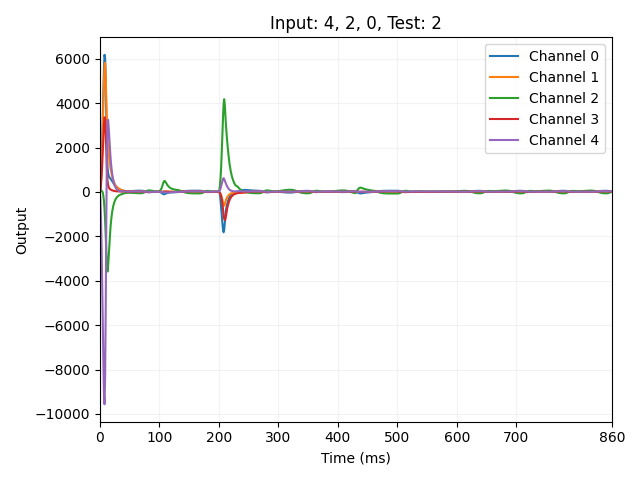 Input: 4, 2, 0, Test: 2
Channel 0
Channel 1
Channel 2
Channel 3
Channel 4
Output
6000
4000
2000
0
−2000
−4000
−6000
−8000
−10000
0 100 200 300 400 500 600 700 860
Time (ms)